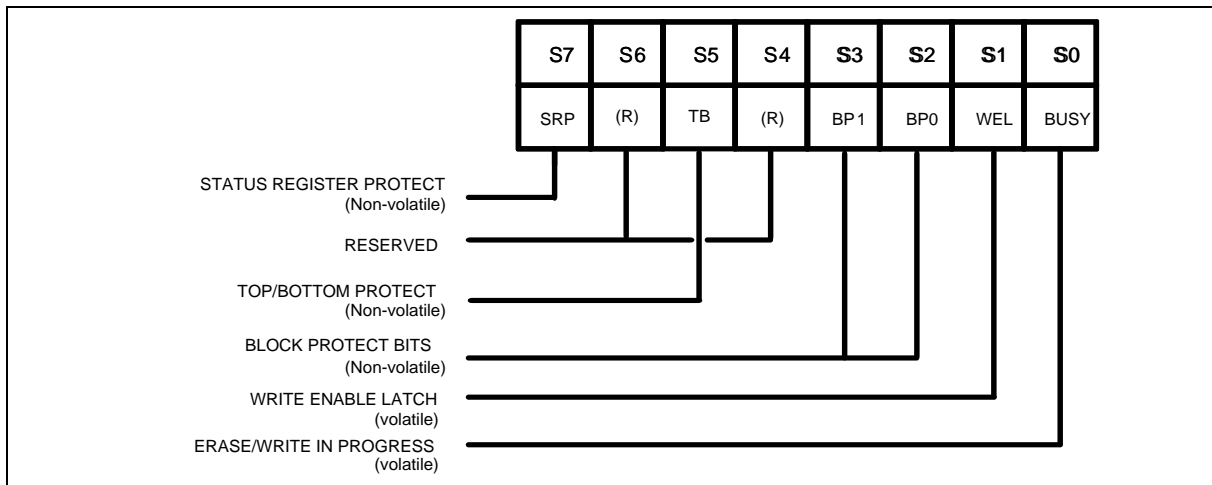 S7 S6 S5 S4 S3 S2 S1 S0
SRP (R) TB (R) BP1 BP0 WEL BUSY
STATUS REGISTER PROTECT
(Non-volatile)
RESERVED
TOP/BOTTOM PROTECT
(Non-volatile)
BLOCK PROTECT BITS
(Non-volatile)
WRITE ENABLE LATCH
(volatile)
ERASE/WRITE IN PROGRESS
(volatile)